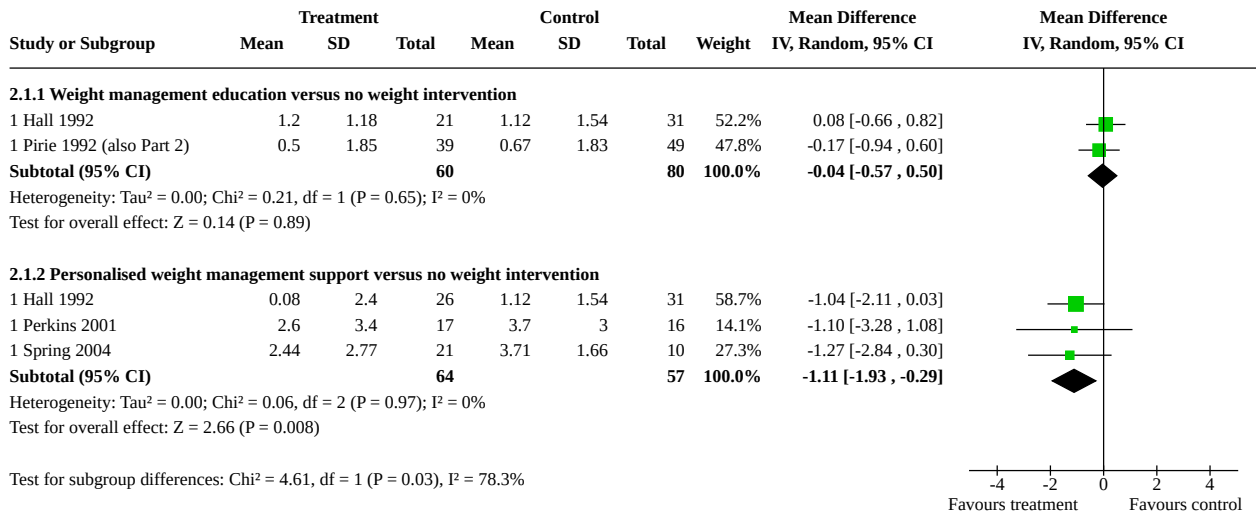 Treatment Control Mean Difference Mean Difference
Study or Subgroup Mean SD Total Mean SD Total Weight IV, Random, 95% CI IV, Random, 95% CI
2.1.1 Weight management education versus no weight intervention
1 Hall 1992 1.2 1.18 21 1.12 1.54 31 52.2% 0.08 [-0.66 , 0.82]
1 Pirie 1992 (also Part 2) 0.5 1.85 39 0.67 1.83 49 47.8% -0.17 [-0.94 , 0.60]
Subtotal (95% CI) 60 80 100.0% -0.04 [-0.57 , 0.50]
Heterogeneity: Tau² = 0.00; Chi² = 0.21, df = 1 (P = 0.65); I² = 0%
Test for overall effect: Z = 0.14 (P = 0.89)
2.1.2 Personalised weight management support versus no weight intervention
1 Hall 1992 0.08 2.4 26 1.12 1.54 31 58.7% -1.04 [-2.11 , 0.03]
1 Perkins 2001 2.6 3.4 17 3.7 3 16 14.1% -1.10 [-3.28 , 1.08]
1 Spring 2004 2.44 2.77 21 3.71 1.66 10 27.3% -1.27 [-2.84 , 0.30]
Subtotal (95% CI) 64 57 100.0% -1.11 [-1.93 , -0.29]
Heterogeneity: Tau² = 0.00; Chi² = 0.06, df = 2 (P = 0.97); I² = 0%
Test for overall effect: Z = 2.66 (P = 0.008)
Test for subgroup differences: Chi² = 4.61, df = 1 (P = 0.03), I² = 78.3%
-4 -2 0 2 4
Favours treatment Favours control